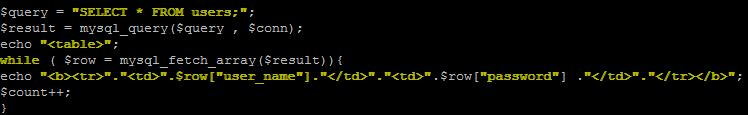 $query = "SELECT * FROM users;";
$result = mysql_query($query , $conn);
echo "<table>";
while ( $row = mysql_fetch_array($result)){
echo "<b><tr>"."<td>".$row["user_name"]."</td>"."<td>".$row["password"] ."</td>"."</tr></b>";
$count++;
}